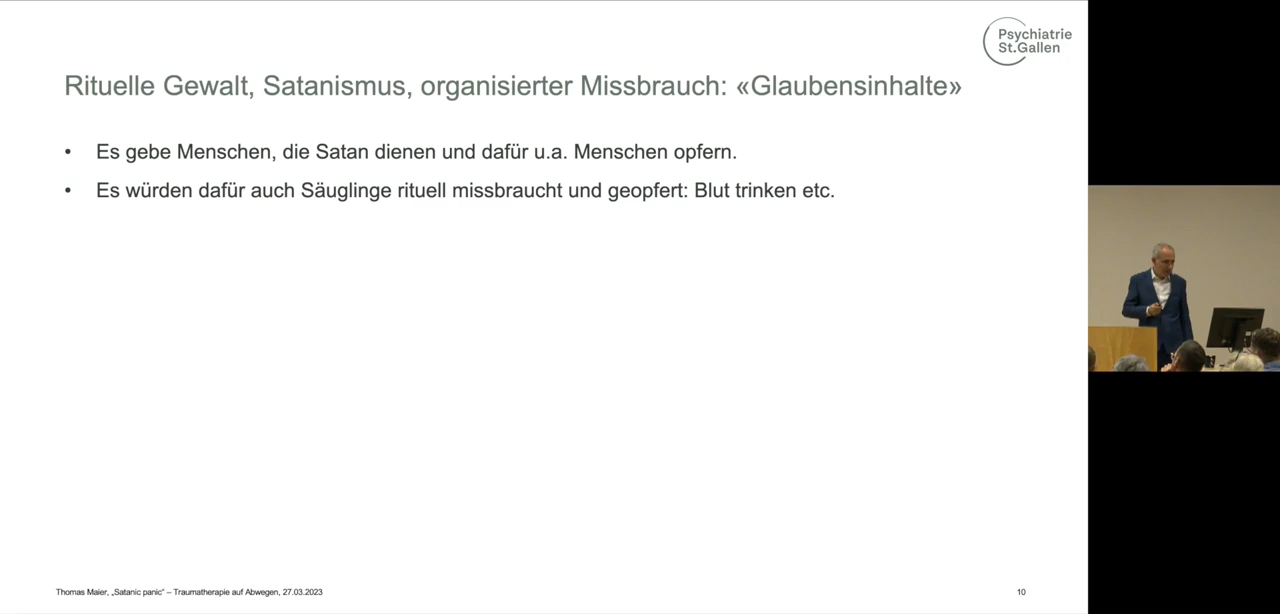 Psychiatrie
St.Gallen
Rituelle Gewalt, Satanismus, organisierter Missbrauch: «Glaubensinhalte»
• Es gebe Menschen, die Satan dienen und dafür u.a. Menschen opfern.
• Es würden dafür auch Säuglinge rituell missbraucht und geopfert: Blut trinken etc.
Thomas Maier, „Satanic panic“ – Traumatherapie auf Abwegen, 27.03.2023
10